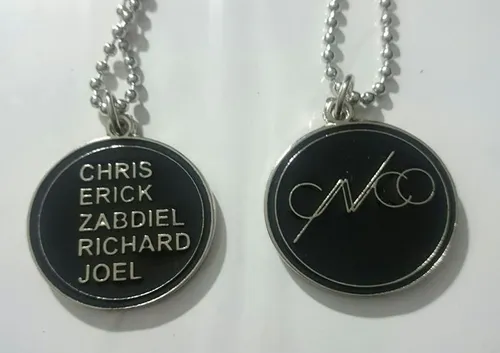 CHRIS
ERICK
ZABDIEL
RICHARD
JOEL
CNCO